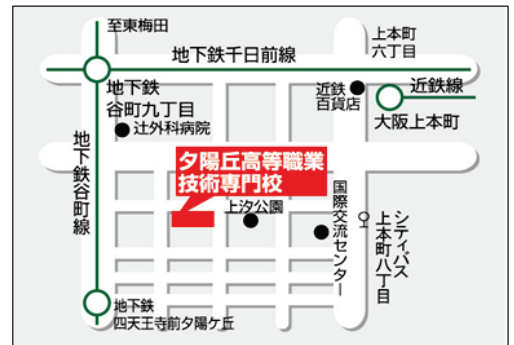 至東梅田
上本町
六丁目
地下鉄千日前線
近鉄
百貨店
近鉄線
地下鉄
谷町九丁目
大阪上本町
辻外科病院
地下鉄谷町線
夕陽丘高等職業
技術専門校
上汐公園
国際交流センター
シティバス
上本町八丁目
地下鉄
四天王寺前夕陽ケ丘